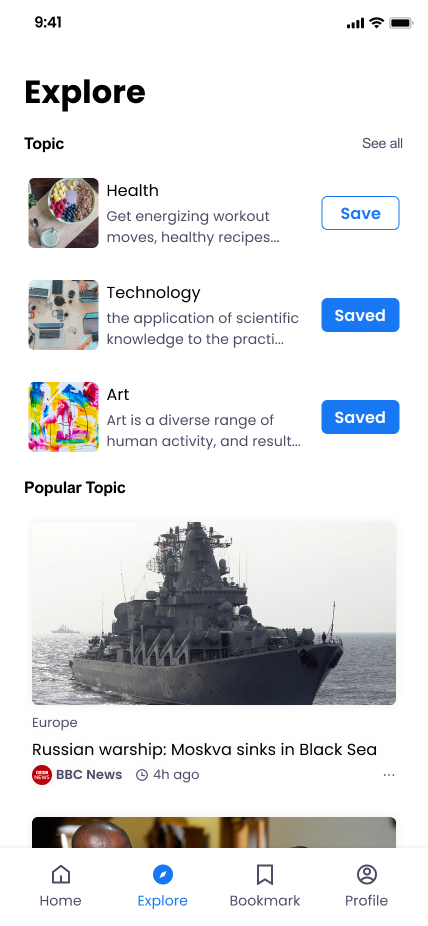 9:41
Explore
Topic
See all
Health
Get energizing workout
moves, healthy recipes...
Save
Technology
the application of scientific
knowledge to the practi...
Saved
Art
Art is a diverse range of
human activity, and result...
Saved
Popular Topic
Europe
Russian warship: Moskva sinks in Black Sea
BBC NEWS
BBC News
4h ago
Home
Explore
Bookmark
Profile